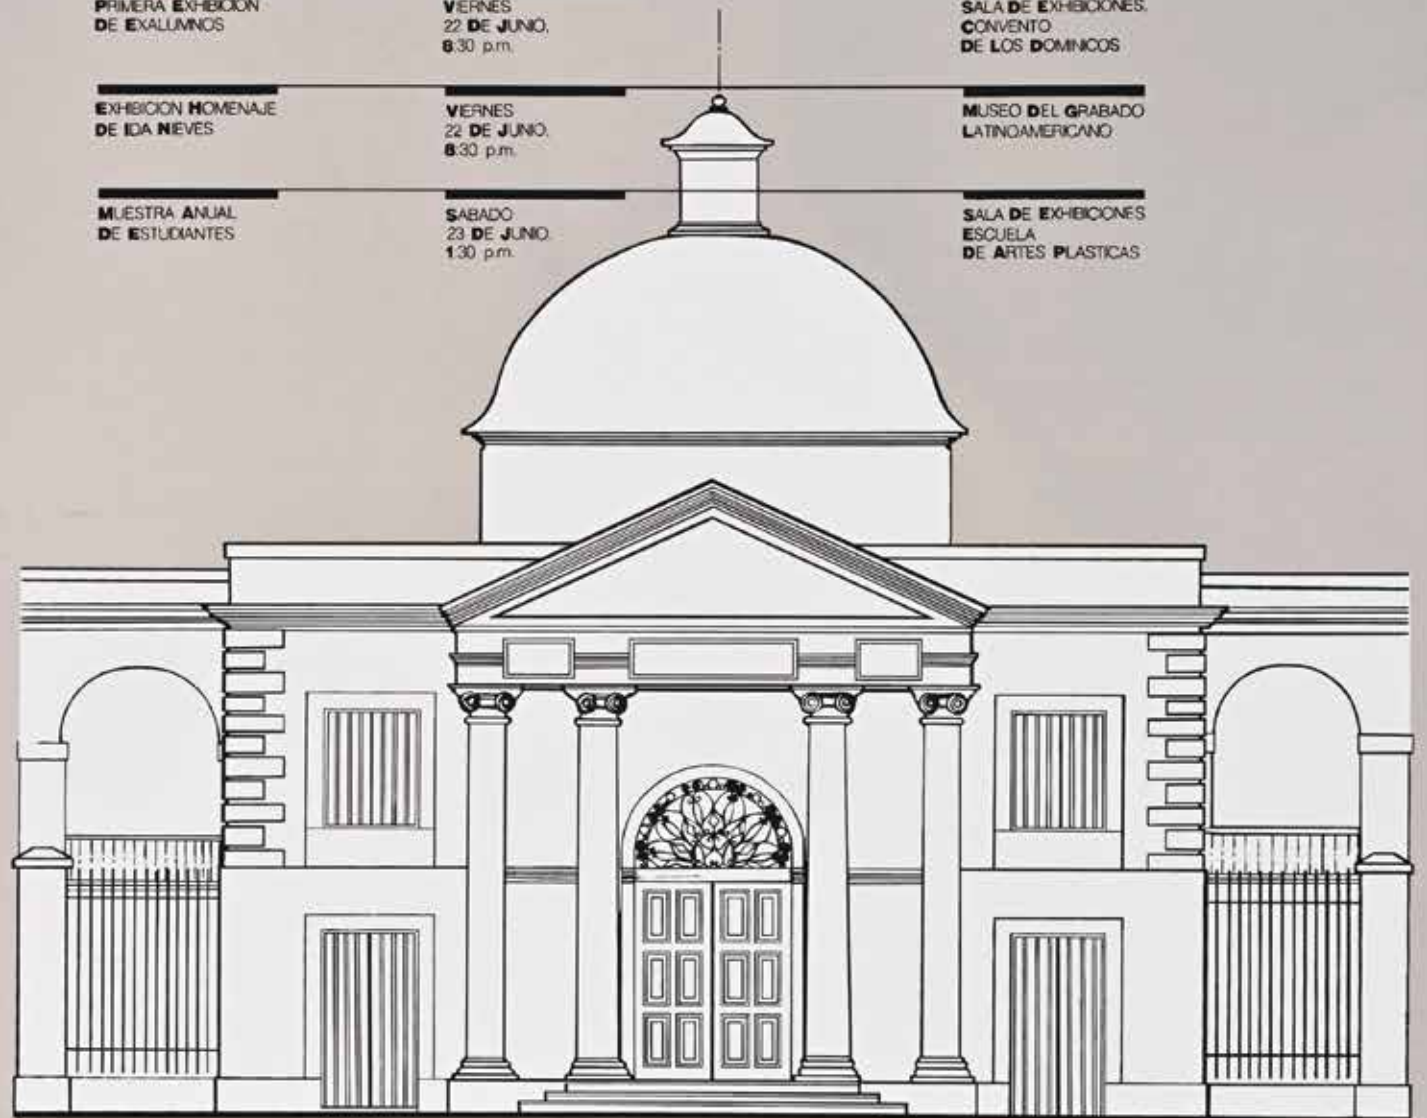 PRIMERA EXHIBICION
DE EXALUMNOS
VIERNES
22 DE JUNIO,
8:30 p.m.
SALA DE EXHIBICIONES,
CONVENTO
DE LOS DOMINICOS
EXHIBICION HOMENAJE
DE IDA NIEVES
VIERNES
22 DE JUNIO,
8:30 p.m.
MUSEO DEL GRABADO
LATINOAMERICANO
MUESTRA ANUAL
DE ESTUDIANTES
SABADO
23 DE JUNIO,
1:30 p.m.
SALA DE EXHIBICIONES
ESCUELA
DE ARTES PLASTICAS